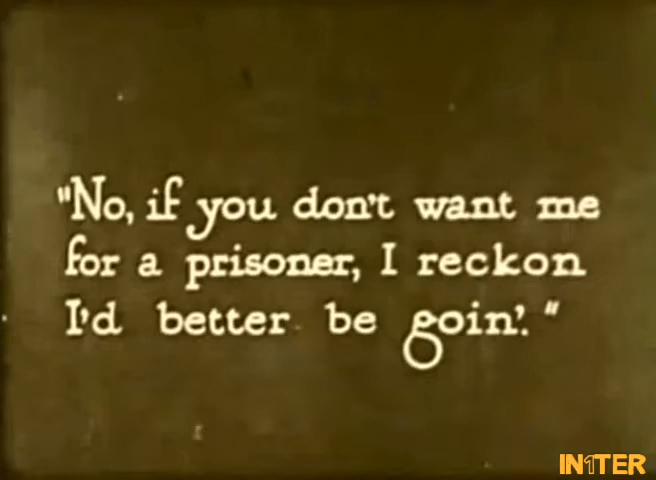 "No, if you don't want me
for a prisoner, I reckon
I'd better be goin'."
IN1TER